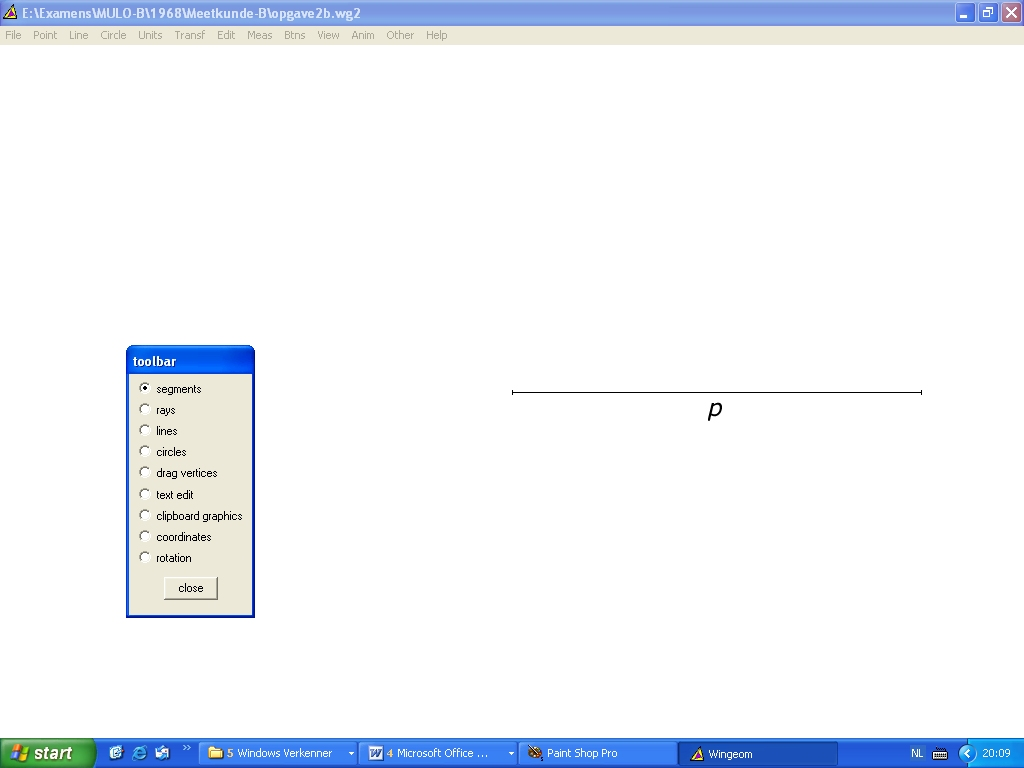 E:\Examens\MULO-B\1968\Meetkunde-B\opgave2b.wg2
File Point Line Circle Units Transf Edit Meas Btns View Anim Other Help
toolbar
segments
rays
lines
circles
drag vertices
text edit
clipboard graphics
coordinates
rotation
close
p
start » 5 Windows Verkenner 4 Microsoft Office ... Paint Shop Pro Wingeom NL 20:09